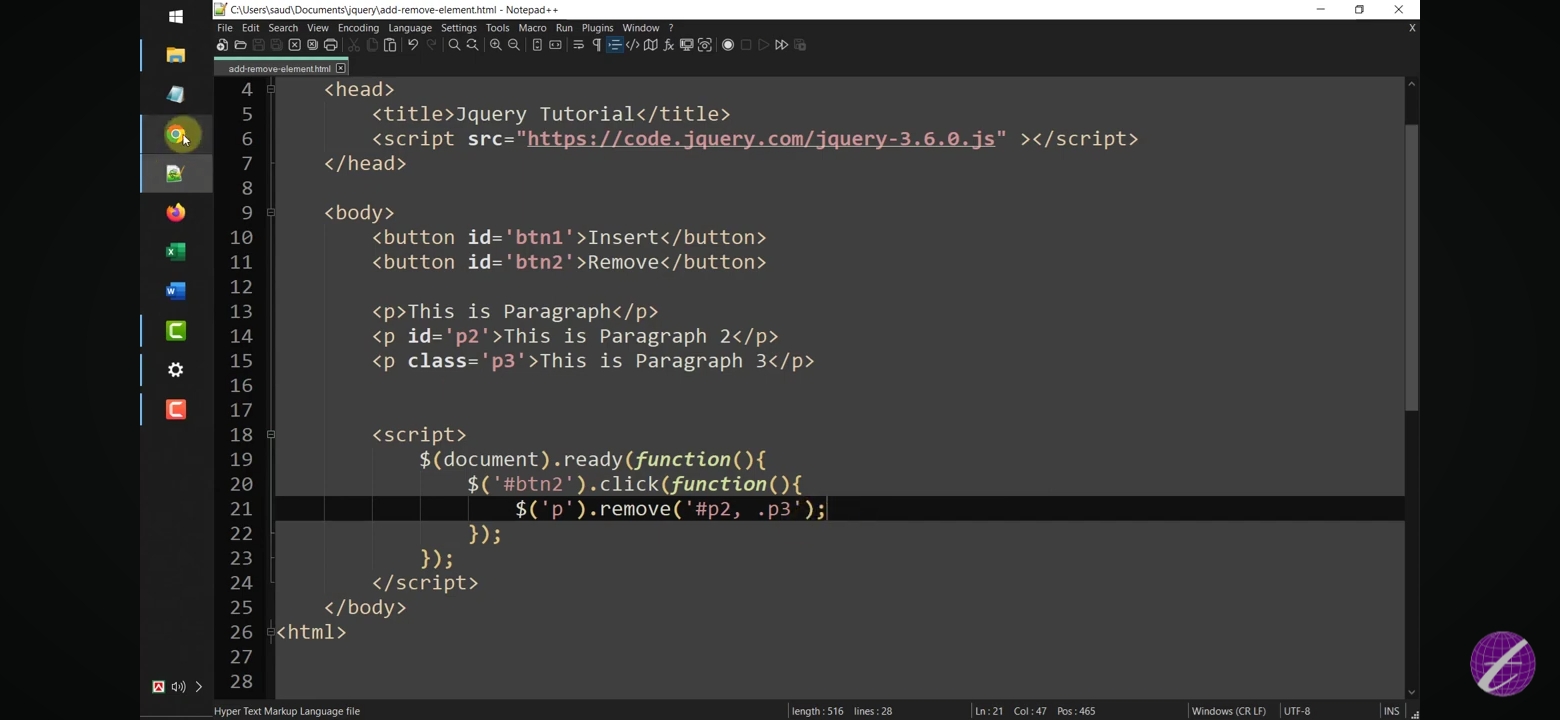 C:\Users\saud\Documents\jquery\add-remove-element.html - Notepad++
File Edit Search View Encoding Language Settings Tools Macro Run Plugins Window ? X
add-remove-element.html
4 <head>
5 <title>Jquery Tutorial</title>
6 <script src="https://code.jquery.com/jquery-3.6.0.js" ></script>
7 </head>
8
9 <body>
10 <button id='btn1'>Insert</button>
11 <button id='btn2'>Remove</button>
12
13 <p>This is Paragraph</p>
14 <p id='p2'>This is Paragraph 2</p>
15 <p class='p3'>This is Paragraph 3</p>
16
17
18 <script>
19 $(document).ready(function(){
20 $('#btn2').click(function(){
21 $('p').remove('#p2, .p3');
22 });
23 });
24 </script>
25 </body>
26 <html>
27
28
Hyper Text Markup Language file length : 516 lines : 28 Ln : 21 Col : 47 Pos : 465 Windows (CR LF) UTF-8 INS